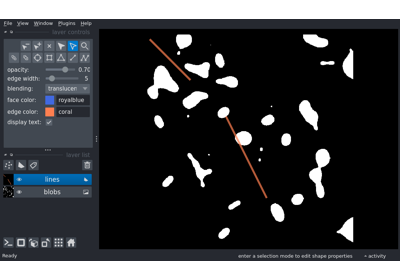 File View Window Plugins Help
layer controls
opacity: 0.70
edge width: 5
blending: translucen
face color: royalblue
edge color: coral
display text:
layer list
lines
blobs
Ready enter a selection mode to edit shape properties activity